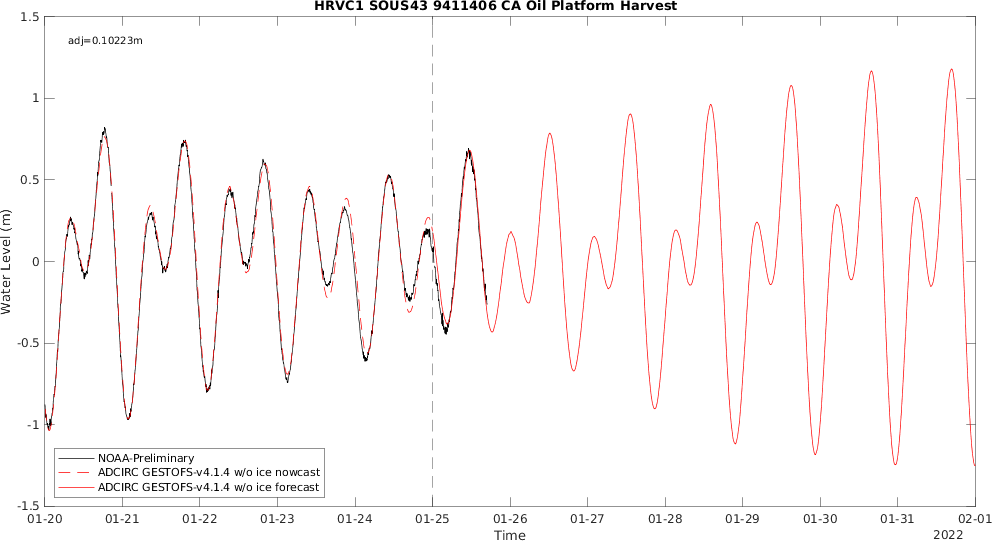 HRVC1 SOUS43 9411406 CA Oil Platform Harvest
adj=0.10223m
Water Level (m)
1.5
1
0.5
0
-0.5
-1
-1.5
NOAA-Preliminary
ADCIRC GESTOFS-v4.1.4 w/o ice nowcast
ADCIRC GESTOFS-v4.1.4 w/o ice forecast
01-20 01-21 01-22 01-23 01-24 01-25 01-26 01-27 01-28 01-29 01-30 01-31 02-01
Time
2022